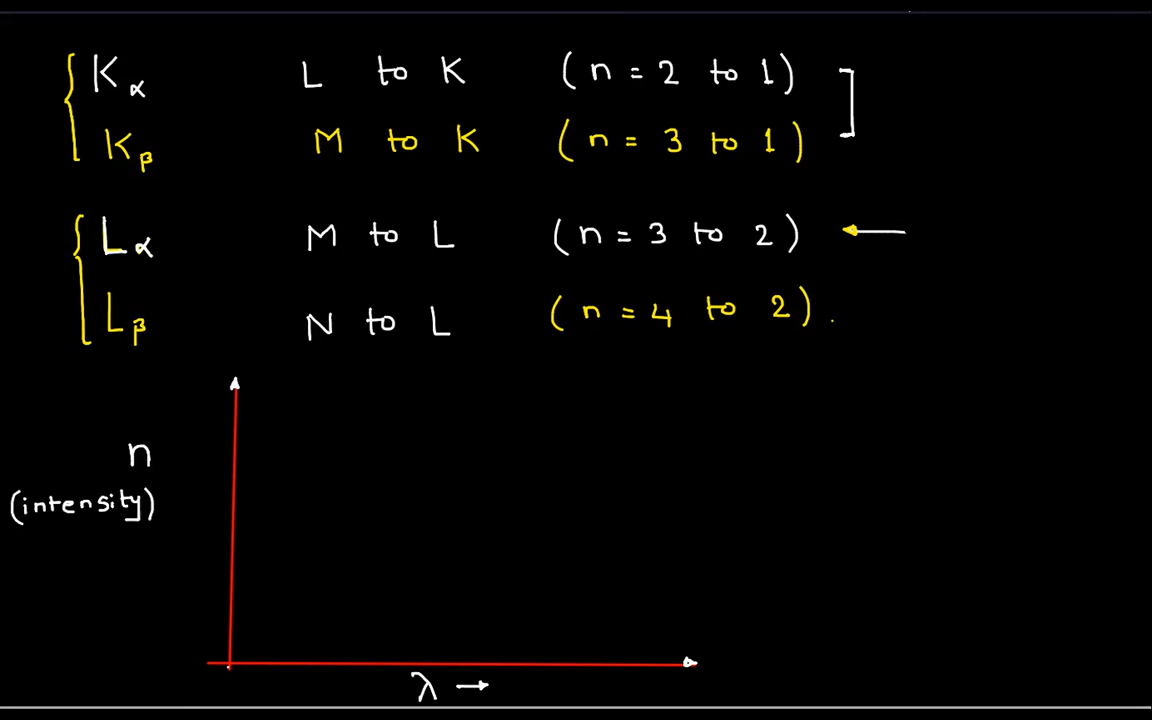 Kα L to K (n = 2 to 1)
Kβ M to K (n = 3 to 1)
Lα M to L (n = 3 to 2) ←
Lβ N to L (n = 4 to 2).
n
(intensity)
λ →